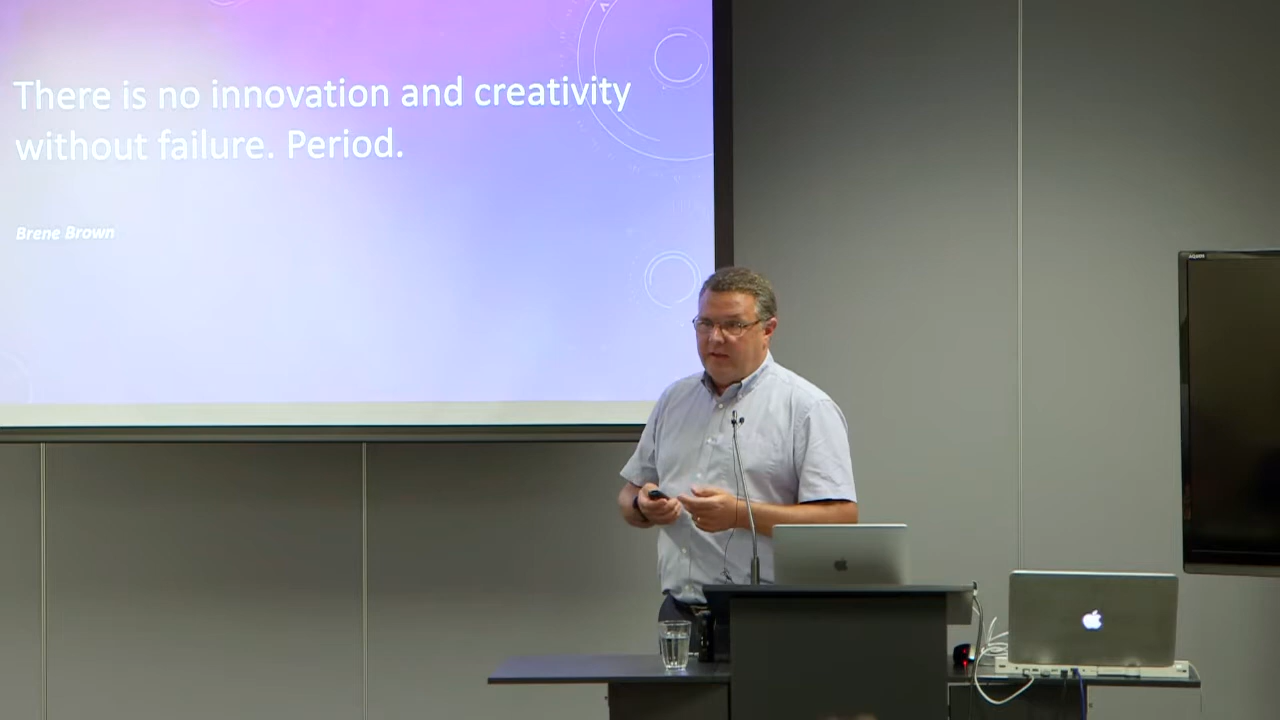 There is no innovation and creativity
without failure. Period.
Brene Brown